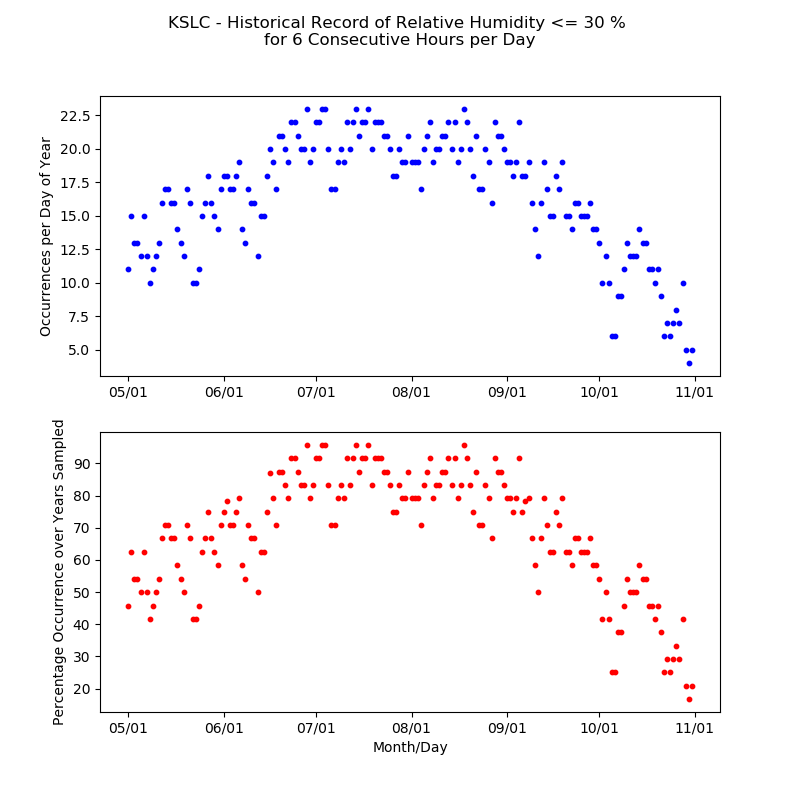 KSLC - Historical Record of Relative Humidity <= 30 %
for 6 Consecutive Hours per Day
Occurrences per Day of Year
22.5
20.0
17.5
15.0
12.5
10.0
7.5
5.0
05/01 06/01 07/01 08/01 09/01 10/01 11/01
Percentage Occurrence over Years Sampled
90
80
70
60
50
40
30
20
05/01 06/01 07/01 08/01 09/01 10/01 11/01
Month/Day